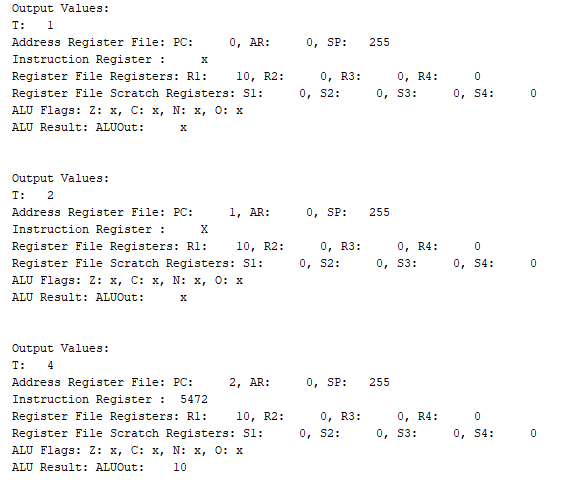 Output Values:
T:   1
Address Register File: PC:     0, AR:     0, SP:   255
Instruction Register :     x
Register File Registers: R1:    10, R2:     0, R3:     0, R4:     0
Register File Scratch Registers: S1:     0, S2:     0, S3:     0, S4:     0
ALU Flags: Z: x, C: x, N: x, O: x
ALU Result: ALUOut:     x
Output Values:
T:   2
Address Register File: PC:     1, AR:     0, SP:   255
Instruction Register :     X
Register File Registers: R1:    10, R2:     0, R3:     0, R4:     0
Register File Scratch Registers: S1:     0, S2:     0, S3:     0, S4:     0
ALU Flags: Z: x, C: x, N: x, O: x
ALU Result: ALUOut:     x
Output Values:
T:   4
Address Register File: PC:     2, AR:     0, SP:   255
Instruction Register :  5472
Register File Registers: R1:    10, R2:     0, R3:     0, R4:     0
Register File Scratch Registers: S1:     0, S2:     0, S3:     0, S4:     0
ALU Flags: Z: x, C: x, N: x, O: x
ALU Result: ALUOut:    10